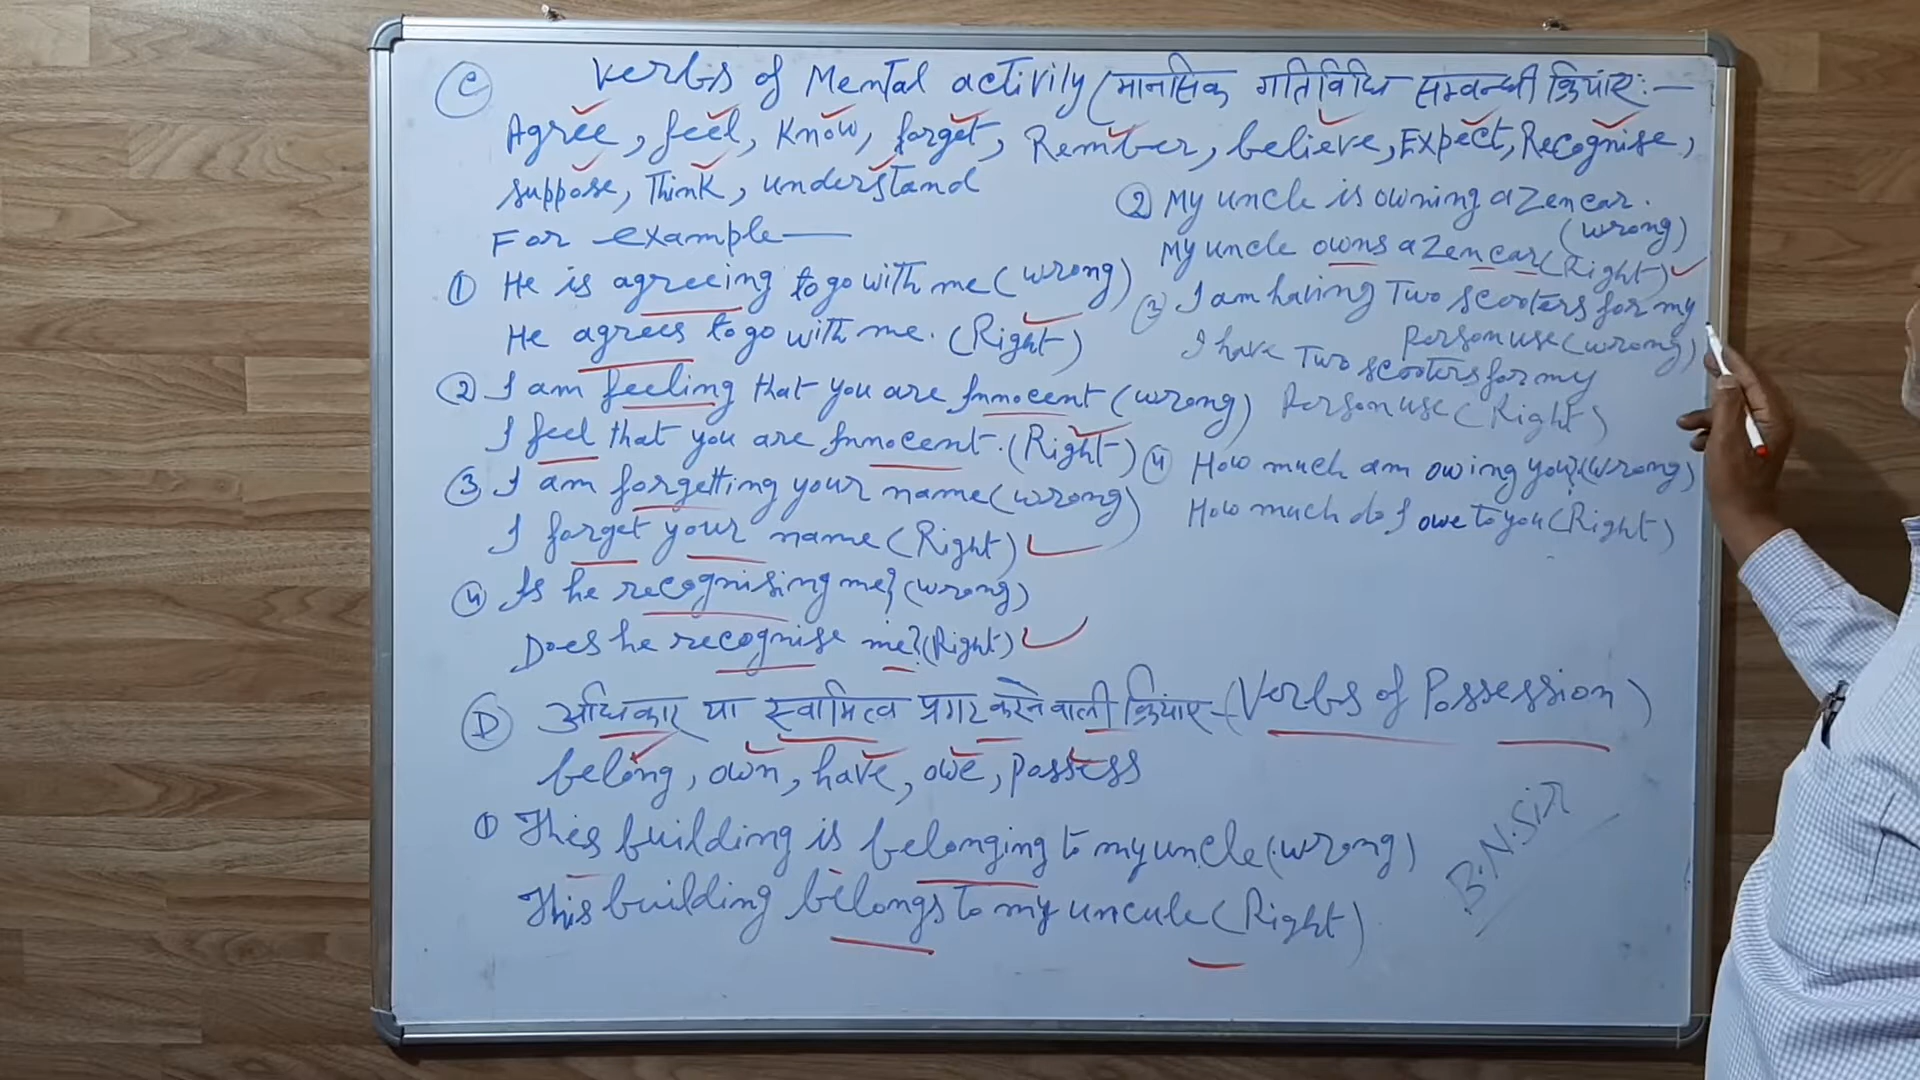 C Verbs of Mental activity (मानसिक गतिविधि सम्बन्धी क्रियाएं:—
Agree, feel, Know, forget, Rember, believe, Expect, Recognise,
suppose, Think, understand
For example—
① He is agreeing to go with me (wrong)
He agrees to go with me. (Right)
② I am feeling that you are Innocent (wrong)
I feel that you are Innocent. (Right)
③ I am forgetting your name (wrong)
I forget your name (Right)
④ Is he recognising me? (wrong)
Does he recognise me? (Right)
D अधिकार या स्वामित्व प्रगट करने वाली क्रियाएं - (Verbs of Possession)
belong, own, have, owe, Possess
① This building is belonging to my uncle (wrong)
This building belongs to my uncule (Right)
② My uncle is owning a Zen car.
(wrong)
My uncle owns a Zen car (Right)
③ I am having Two scooters for my
Person use (wrong)
I have Two scooters for my
Person use (Right)
④ How much am owing you? (wrong)
How much do I owe to you (Right)
B.N. Sir